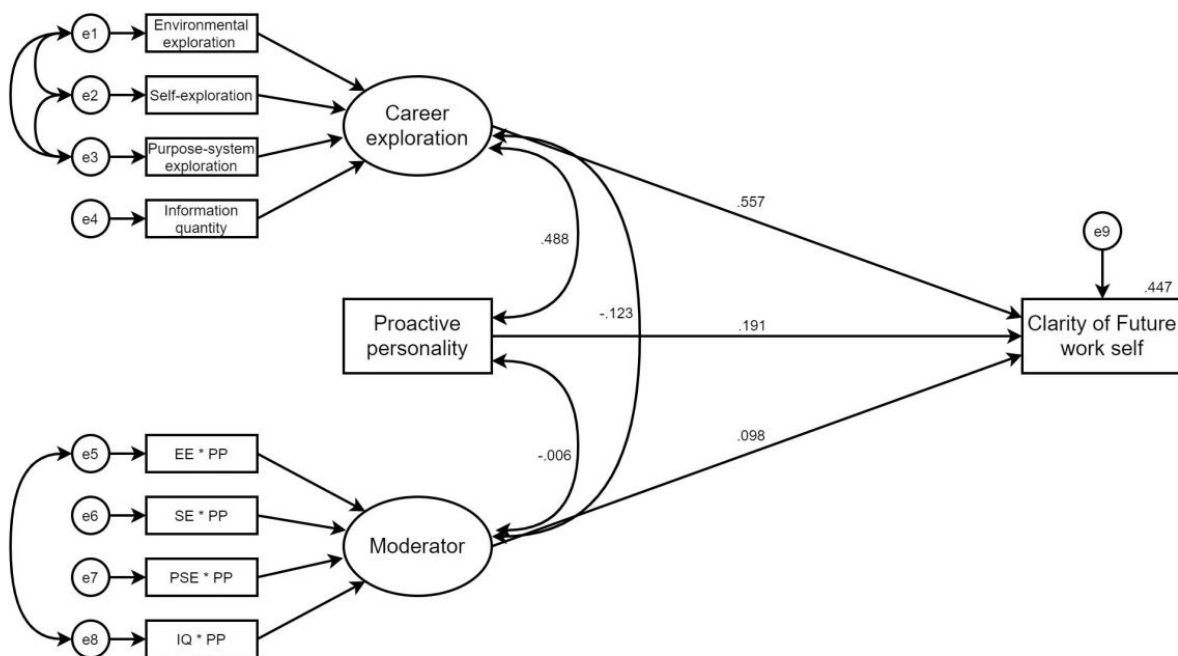 e1
Environmental
exploration
e2
Self-exploration
e3
Purpose-system
exploration
e4
Information
quantity
Career
exploration
.557
.488
e9
.447
Proactive
personality
-.123
.191
Clarity of Future
work self
.098
-.006
e5
EE * PP
e6
SE * PP
Moderator
e7
PSE * PP
e8
IQ * PP